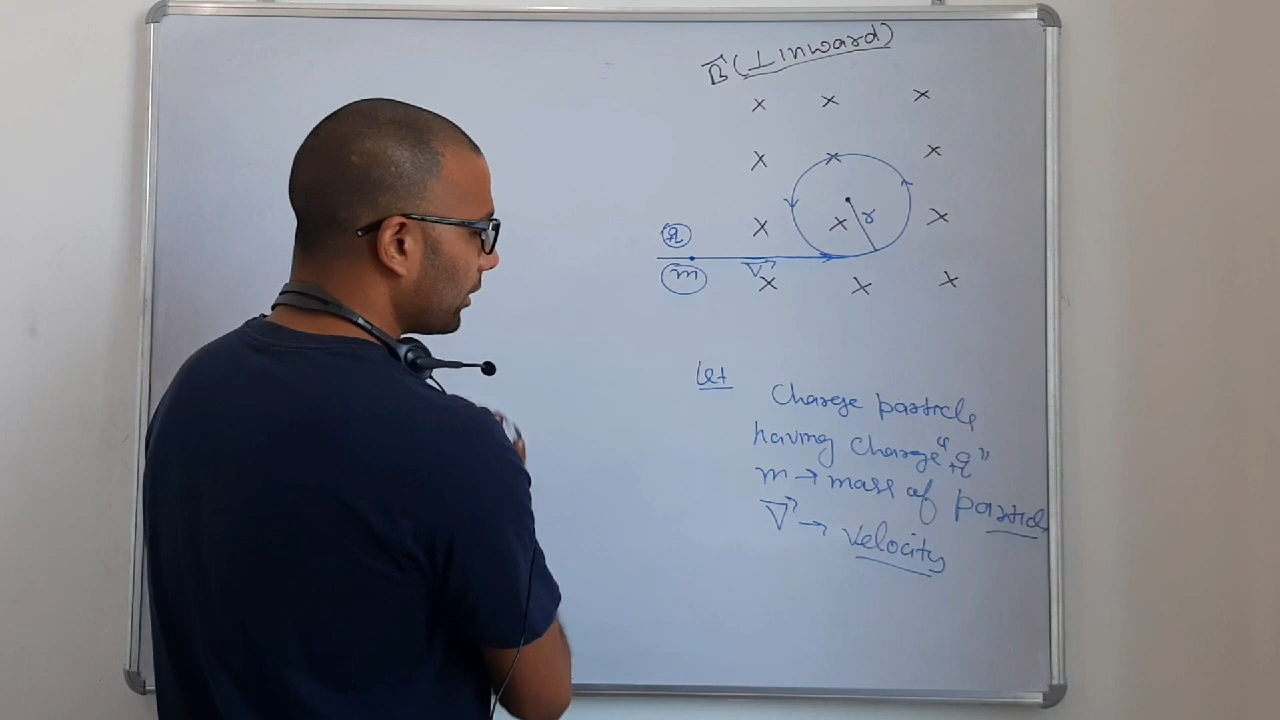 B⃗ (⊥ inward)
× × ×
× × ×
× × r ×
q
m V⃗
× × ×
Let
Charge particle
having charge "+q"
m → mass of particle
V⃗ → velocity